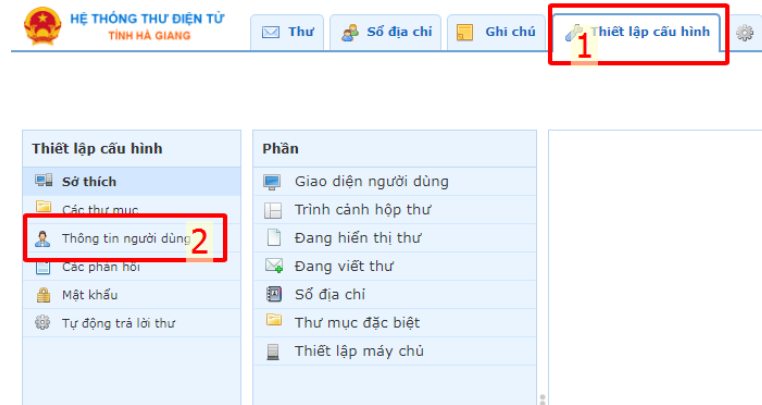 HỆ THỐNG THƯ ĐIỆN TỬ
TỈNH HÀ GIANG
Thư
Sổ địa chỉ
Ghi chú
Thiết lập cấu hình
1
Thiết lập cấu hình
Sở thích
Các thư mục
Thông tin người dùng
2
Các phản hồi
Mật khẩu
Tự động trả lời thư
Phần
Giao diện người dùng
Trình cảnh hộp thư
Đang hiển thị thư
Đang viết thư
Sổ địa chỉ
Thư mục đặc biệt
Thiết lập máy chủ